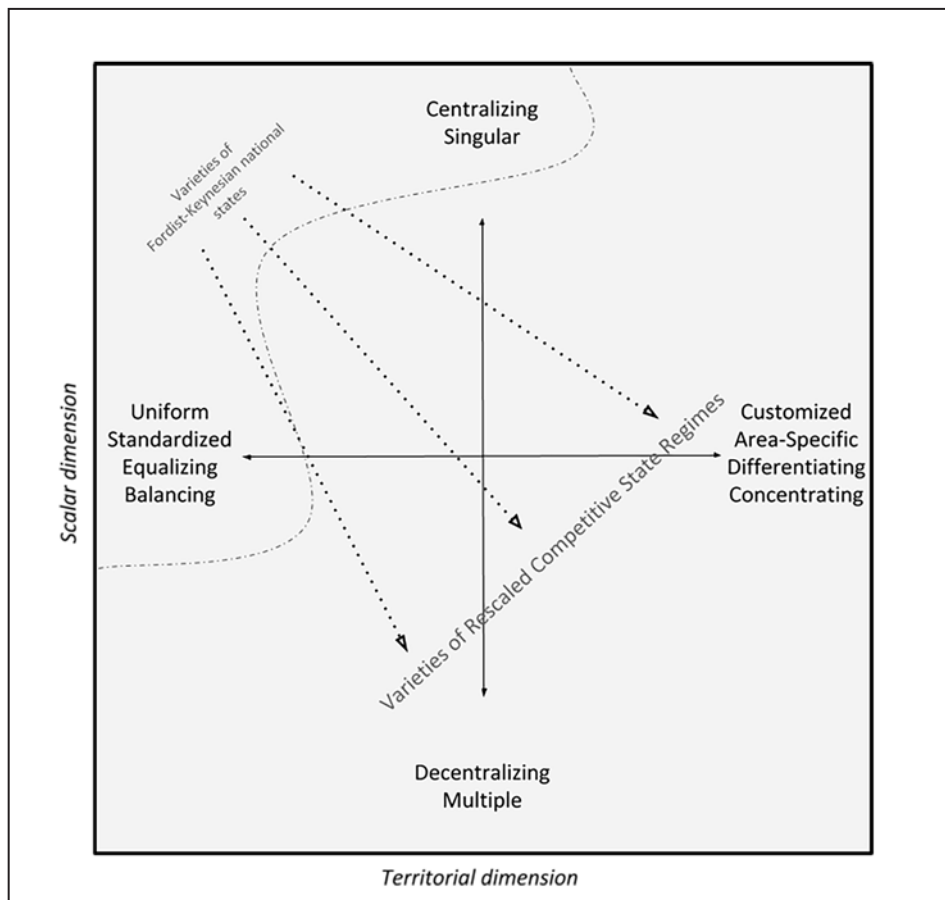 Centralizing
Singular
Varieties of
Fordist-Keynesian national
states
Scalar dimension
Uniform
Standardized
Equalizing
Balancing
Customized
Area-Specific
Differentiating
Concentrating
Varieties of Rescaled Competitive State Regimes
Decentralizing
Multiple
Territorial dimension